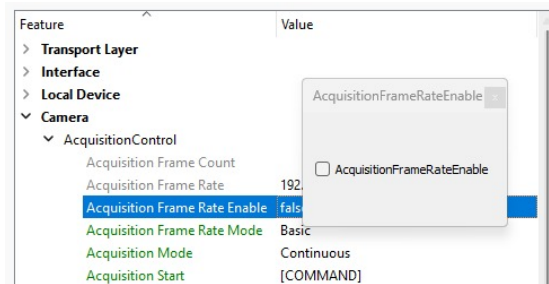 Feature Value
Transport Layer
Interface
Local Device
Camera
AcquisitionControl
Acquisition Frame Count
Acquisition Frame Rate 192.
Acquisition Frame Rate Enable
Acquisition Frame Rate Mode Basic
Acquisition Mode Continuous
Acquisition Start [COMMAND]
AcquisitionFrameRateEnable x
AcquisitionFrameRateEnable